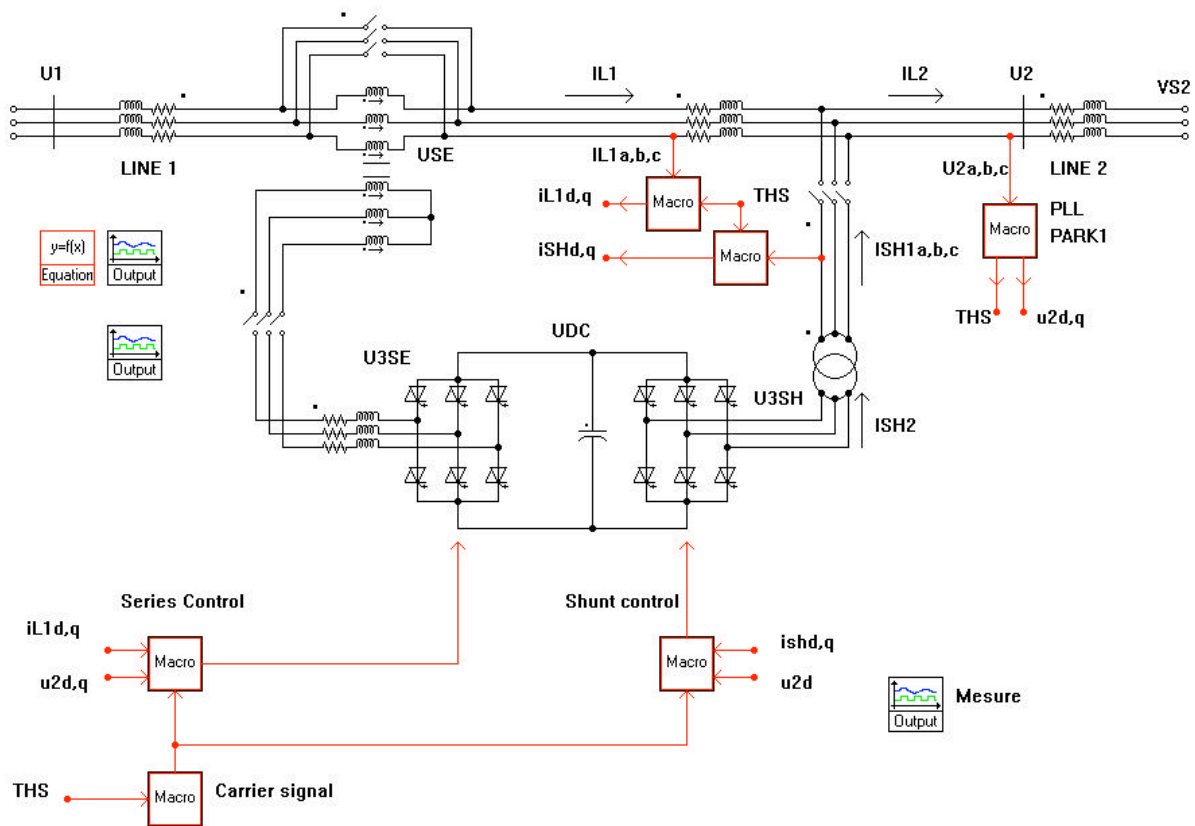 U1
IL1
IL2
U2
VS2
LINE 1
USE
IL1a,b,c
U2a,b,c
LINE 2
iL1d,q
Macro
THS
Macro
PLL
PARK1
iSHd,q
Macro
ISH1a,b,c
y=f(x)
Equation
Output
THS
u2d,q
Output
UDC
U3SE
U3SH
ISH2
Series Control
Shunt control
iL1d,q
Macro
u2d,q
Macro
ishd,q
u2d
Output
Mesure
THS
Macro
Carrier signal